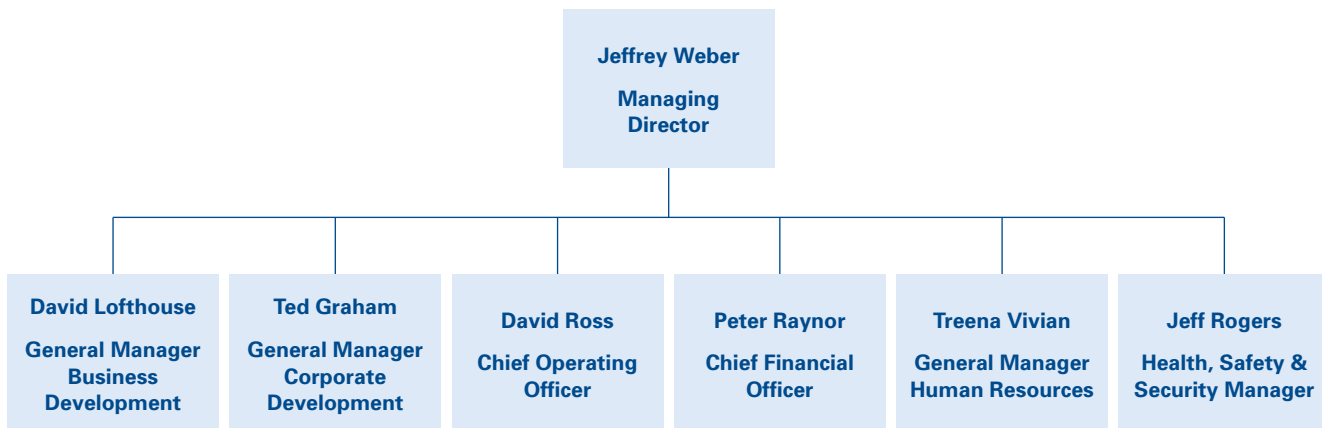 Jeffrey Weber
Managing
Director
David Lofthouse
General Manager
Business
Development
Ted Graham
General Manager
Corporate
Development
David Ross
Chief Operating
Officer
Peter Raynor
Chief Financial
Officer
Treena Vivian
General Manager
Human Resources
Jeff Rogers
Health, Safety &
Security Manager